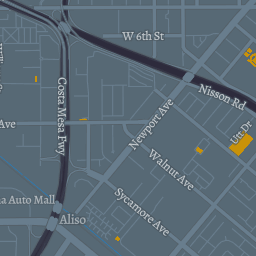 W 6th St
Nisson Rd
Costa Mesa Fwy
Newport Ave
Ave
Utt Dr
Walnut Ave
Sycamore Ave
a Auto Mall
Aliso